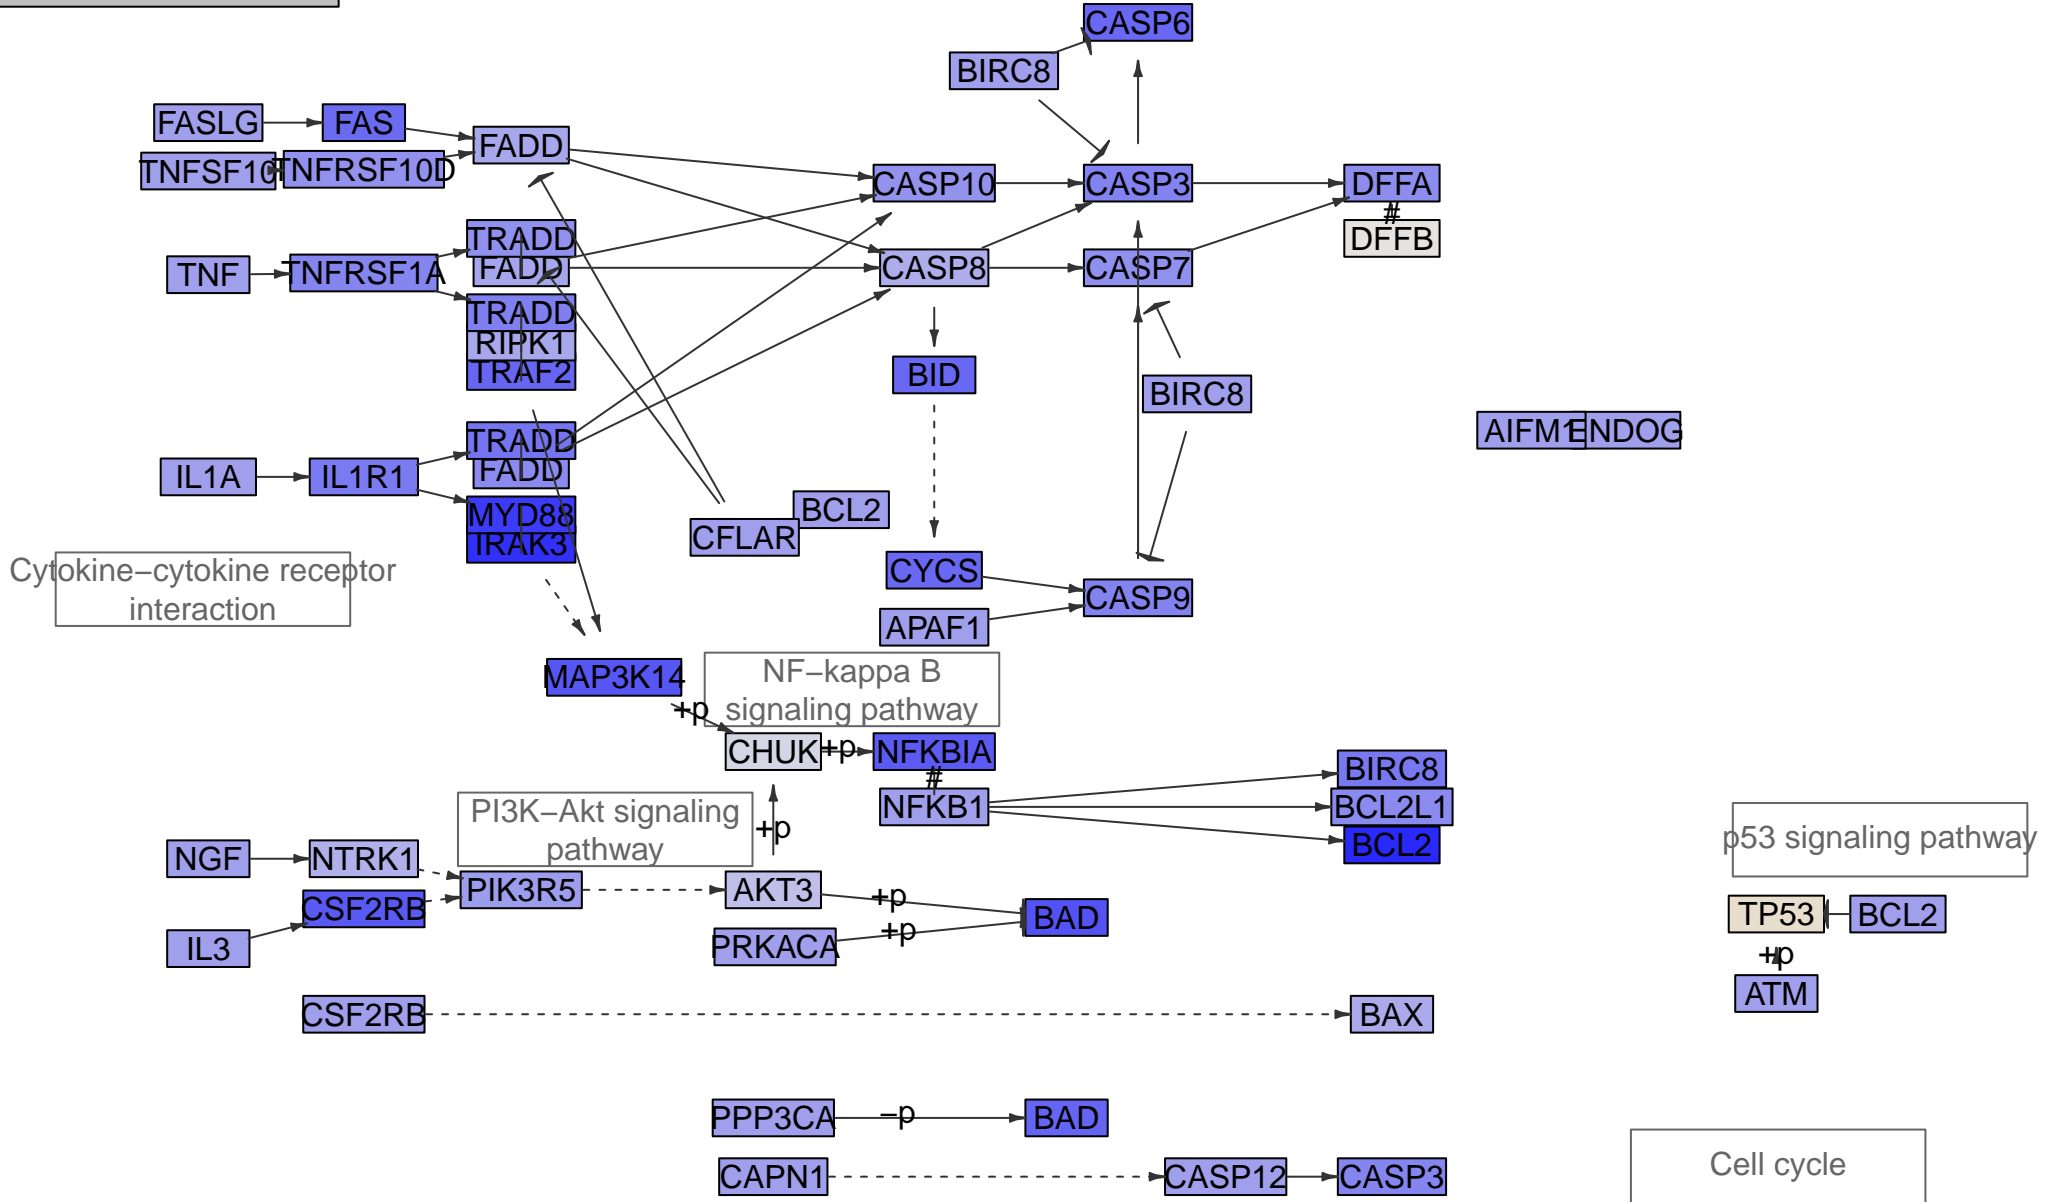 CASP6
BIRC8
FASLG
FAS
FADD
TNFSF10
TNFRSF10D
CASP10
CASP3
DFFA
#
DFFB
TRADD
FADD
TNF
TNFRSF1A
CASP8
CASP7
TRADD
RIPK1
TRAF2
BID
BIRC8
TRADD
FADD
IL1A
IL1R1
AIFM1
ENDOG
MYD88
IRAK3
BCL2
CFLAR
CYCS
CASP9
APAF1
Cytokine–cytokine receptor
interaction
MAP3K14
NF–kappa B
signaling pathway
+p
CHUK
+p
NFKBIA
#
NFKB1
BIRC8
BCL2L1
BCL2
PI3K–Akt signaling
pathway
+p
p53 signaling pathway
NGF
NTRK1
CSF2RB
PIK3R5
AKT3
+p
BAD
IL3
PRKACA
+p
TP53
BCL2
+p
ATM
CSF2RB
BAX
PPP3CA
–p
BAD
CAPN1
CASP12
CASP3
Cell cycle